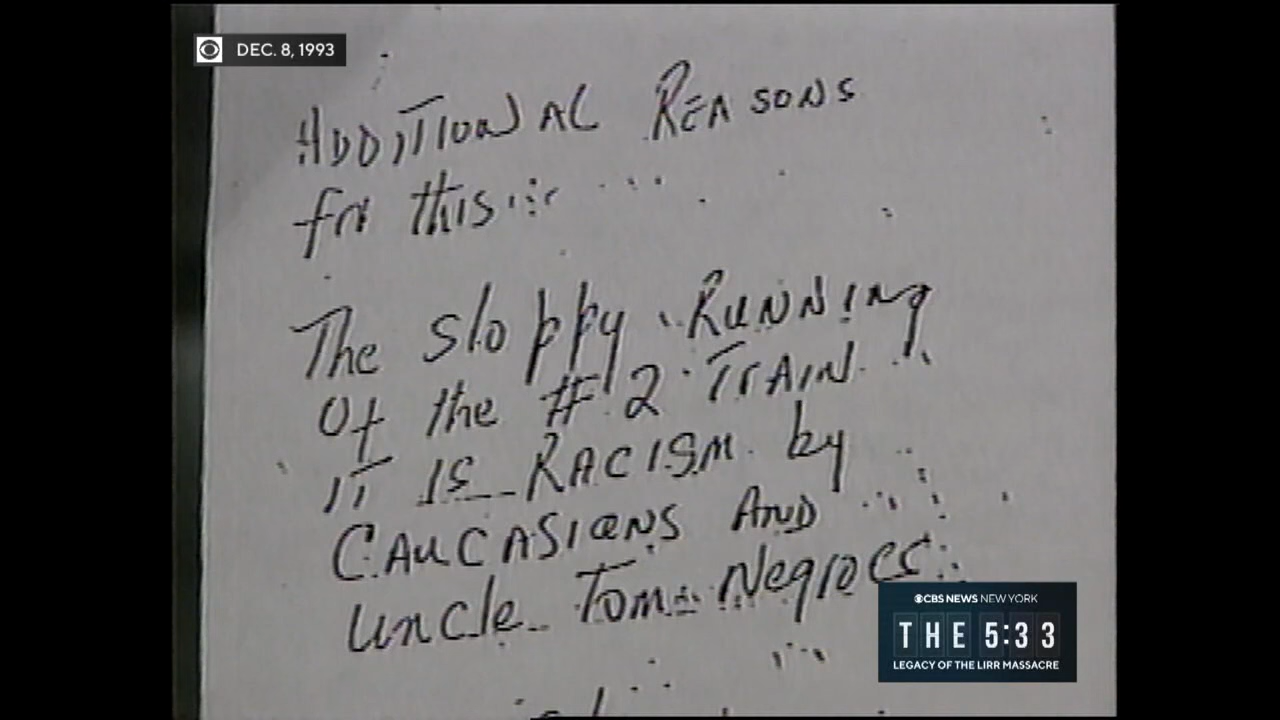 DEC. 8, 1993
ADDITIONAL REASONS
for this:
The sloppy RUNNING
Of the #2 TRAIN.
IT IS RACISM by
CAUCASIANS AND
Uncle Tom Negroes.
CBS NEWS NEW YORK
THE 5:33
LEGACY OF THE LIRR MASSACRE